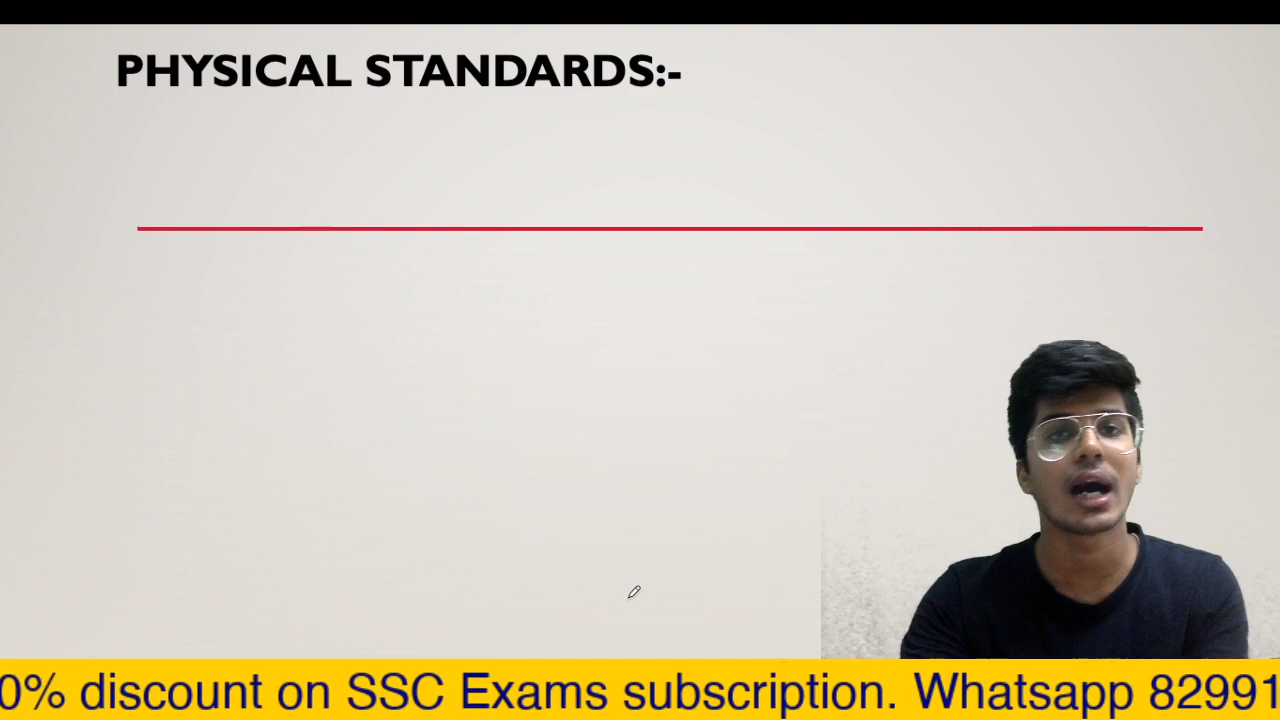 PHYSICAL STANDARDS:-
0% discount on SSC Exams subscription. Whatsapp 82991